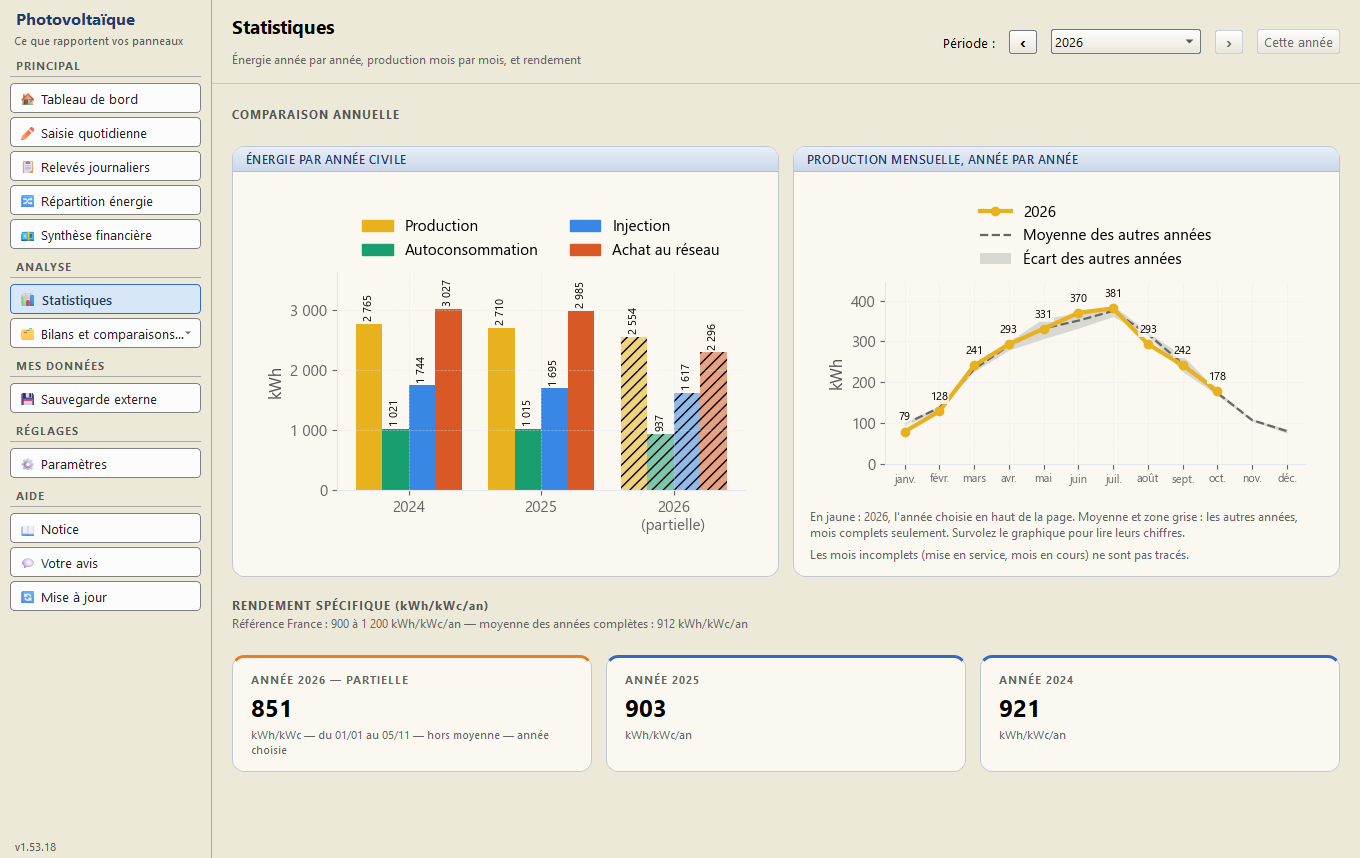 Photovoltaïque
Ce que rapportent vos panneaux
PRINCIPAL
Tableau de bord
Saisie quotidienne
Relevés journaliers
Répartition énergie
Synthèse financière
ANALYSE
Statistiques
Bilans et comparaisons...
MES DONNÉES
Sauvegarde externe
RÉGLAGES
Paramètres
AIDE
Notice
Votre avis
Mise à jour
v1.53.18
Statistiques
Énergie année par année, production mois par mois, et rendement
Période : ‹ 2026 › Cette année
COMPARAISON ANNUELLE
ÉNERGIE PAR ANNÉE CIVILE
Production
Injection
Autoconsommation
Achat au réseau
kWh
3 000
2 000
1 000
0
2 765
1 021
1 744
3 027
2 710
1 015
1 695
2 985
2 554
937
1 617
2 296
2024
2025
2026
(partielle)
PRODUCTION MENSUELLE, ANNÉE PAR ANNÉE
2026
Moyenne des autres années
Écart des autres années
kWh
400
300
200
100
0
79
128
241
293
331
370
381
293
242
178
janv. févr. mars avr. mai juin juil. août sept. oct. nov. déc.
En jaune : 2026, l'année choisie en haut de la page. Moyenne et zone grise : les autres années,
mois complets seulement. Survolez le graphique pour lire leurs chiffres.
Les mois incomplets (mise en service, mois en cours) ne sont pas tracés.
RENDEMENT SPÉCIFIQUE (kWh/kWc/an)
Référence France : 900 à 1 200 kWh/kWc/an — moyenne des années complètes : 912 kWh/kWc/an
ANNÉE 2026 — PARTIELLE
851
kWh/kWc — du 01/01 au 05/11 — hors moyenne — année
choisie
ANNÉE 2025
903
kWh/kWc/an
ANNÉE 2024
921
kWh/kWc/an